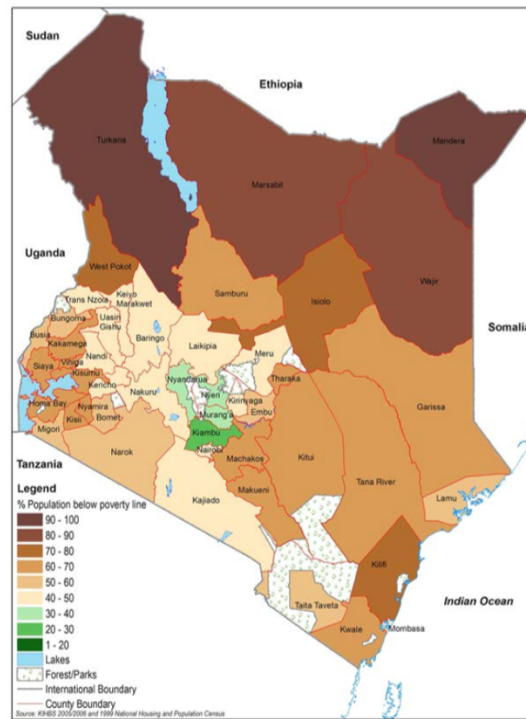 Sudan
Ethiopia
Turkana
Mandera
Marsabit
Uganda
Wajir
West Pokot
Samburu
Isiolo
Somalia
Trans Nzoia
Keiyo
Marakwet
Bungoma
Uasin
Gishu
Busia
Kakamega
Baringo
Laikipia
Meru
Siaya
Vihiga
Nandi
Kisumu
Nyandarua
Tharaka
Kericho
Nyeri
Kirinyaga
Garissa
Homa Bay
Nyamira
Nakuru
Murang'a
Embu
Kisii
Bomet
Kiambu
Migori
Nairobi
Kitui
Narok
Machakos
Tana River
Tanzania
Makueni
Lamu
Kajiado
Kilifi
Taita Taveta
Indian Ocean
Kwale
Mombasa
Legend
% Population below poverty line
90 - 100
80 - 90
70 - 80
60 - 70
50 - 60
40 - 50
30 - 40
20 - 30
1 - 20
Lakes
Forest/Parks
International Boundary
County Boundary
Source: KIHBS 2005/2006 and 1999 National Housing and Population Census